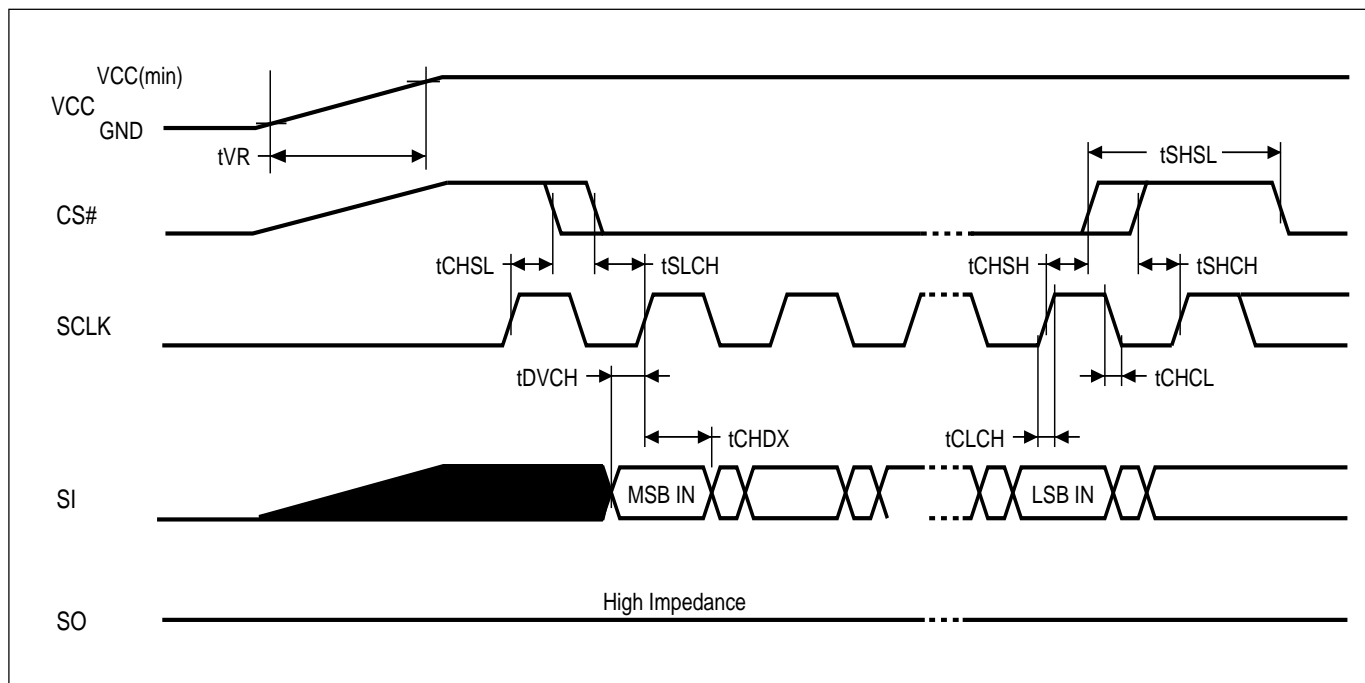 VCC(min)
VCC
GND
tVR
tSHSL
CS#
tCHSL
tSLCH
tCHSH
tSHCH
SCLK
tDVCH
tCHCL
tCHDX
tCLCH
SI
MSB IN
LSB IN
High Impedance
SO